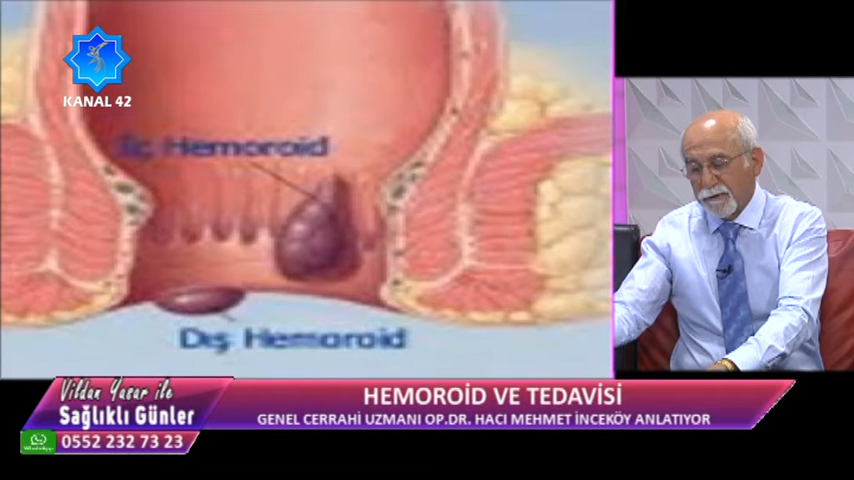 KANAL 42
İç Hemoroid
Dış Hemoroid
Vildan Yaşar ile
Sağlıklı Günler
HEMOROİD VE TEDAVİSİ
GENEL CERRAHİ UZMANI OP.DR. HACI MEHMET İNCEKÖY ANLATIYOR
WhatsApp
0552 232 73 23